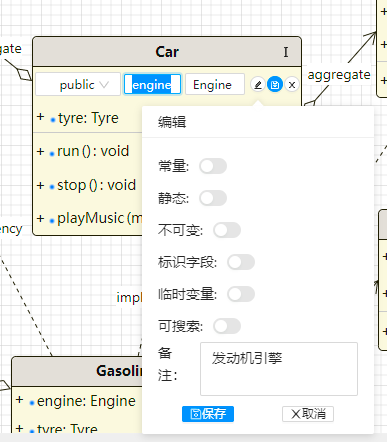 gate
Car
I
public engine Engine
aggregate
+ tyre: Tyre
编辑
+ run() : void
常量:
+ stop() : void
静态:
+ playMusic(m
不可变:
ency
标识字段:
impl
临时变量:
可搜索:
备注:
发动机引擎
Gasolin
+ engine: Engine
保存 取消
+ tyre: Tyre